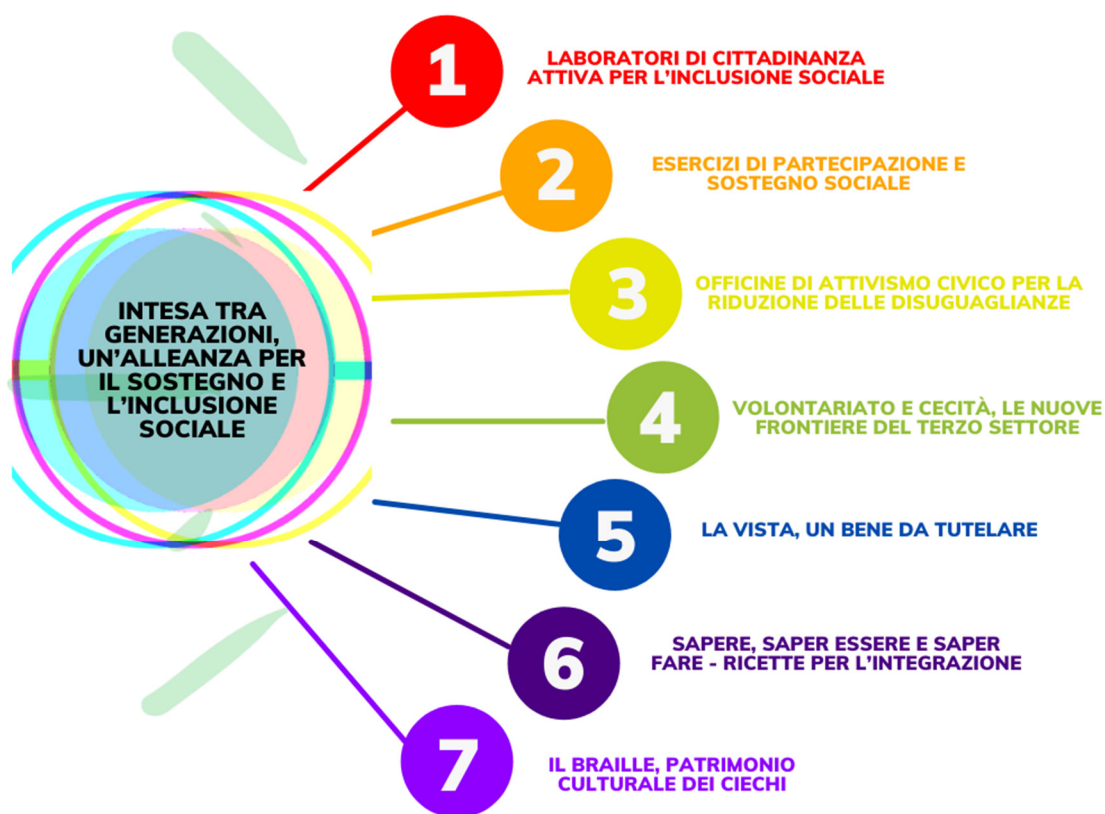 INTESA TRA
GENERAZIONI,
UN'ALLEANZA PER
IL SOSTEGNO E
L'INCLUSIONE
SOCIALE
1
LABORATORI DI CITTADINANZA
ATTIVA PER L'INCLUSIONE SOCIALE
2
ESERCIZI DI PARTECIPAZIONE E
SOSTEGNO SOCIALE
3
OFFICINE DI ATTIVISMO CIVICO PER LA
RIDUZIONE DELLE DISUGUAGLIANZE
4
VOLONTARIATO E CECITÀ, LE NUOVE
FRONTIERE DEL TERZO SETTORE
5
LA VISTA, UN BENE DA TUTELARE
6
SAPERE, SAPER ESSERE E SAPER
FARE - RICETTE PER L'INTEGRAZIONE
7
IL BRAILLE, PATRIMONIO
CULTURALE DEI CIECHI